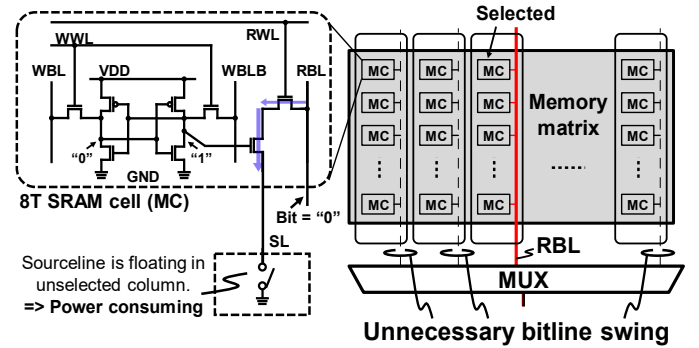 Selected
WWL
RWL
WBL
VDD
WBLB
RBL
"0"
"1"
GND
8T SRAM cell (MC)
Bit = "0"
SL
Sourceline is floating in
unselected column.
=> Power consuming
MC MC MC MC
MC MC MC MC
MC MC MC MC
MC MC MC MC
Memory
matrix
RBL
MUX
Unnecessary bitline swing